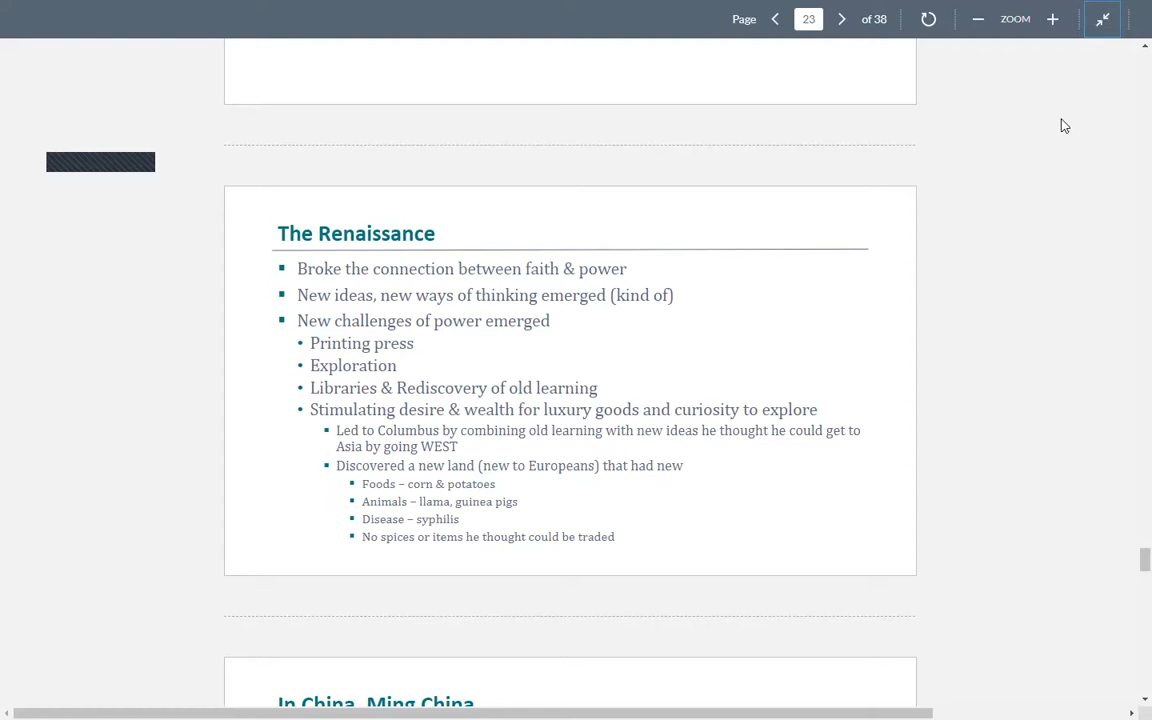 Page 23 of 38 ZOOM
The Renaissance
Broke the connection between faith & power
New ideas, new ways of thinking emerged (kind of)
New challenges of power emerged
Printing press
Exploration
Libraries & Rediscovery of old learning
Stimulating desire & wealth for luxury goods and curiosity to explore
Led to Columbus by combining old learning with new ideas he thought he could get to
Asia by going WEST
Discovered a new land (new to Europeans) that had new
Foods – corn & potatoes
Animals – llama, guinea pigs
Disease – syphilis
No spices or items he thought could be traded
In China, Ming China